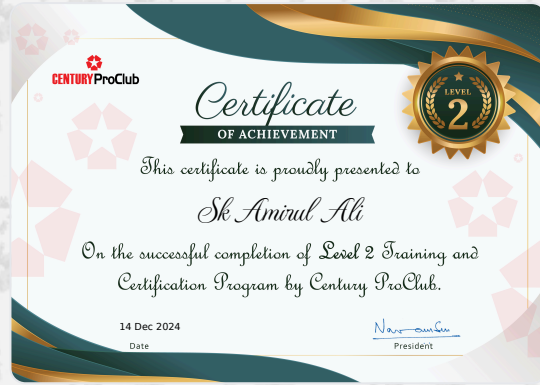 CENTURY ProClub
Certificate
OF ACHIEVEMENT
LEVEL
2
This certificate is proudly presented to
Sk Amirul Ali
On the successful completion of Level 2 Training and
Certification Program by Century ProClub.
14 Dec 2024
Date
President